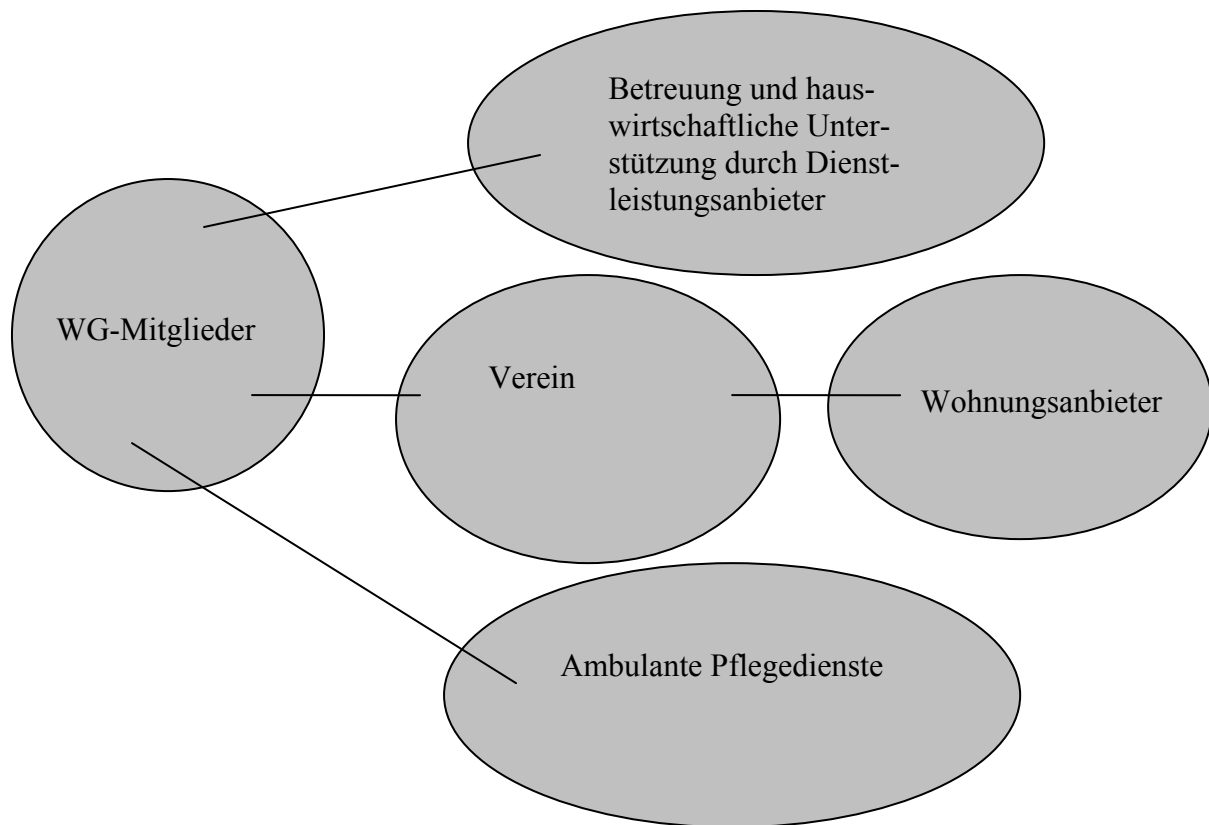 Betreuung und haus-
wirtschaftliche Unter-
stützung durch Dienst-
leistungsanbieter
WG-Mitglieder
Verein
Wohnungsanbieter
Ambulante Pflegedienste